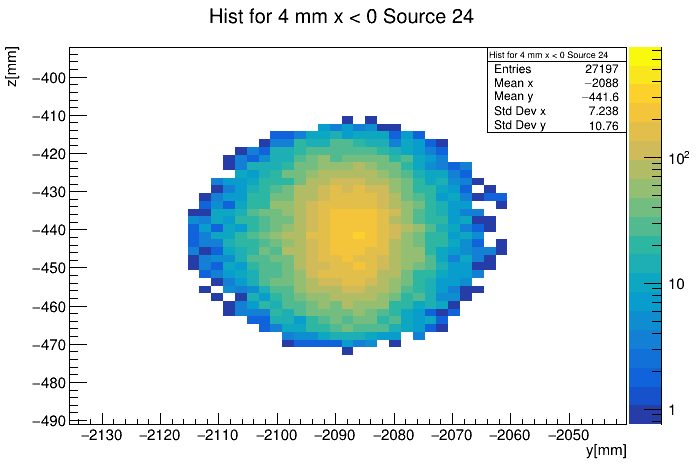 Hist for 4 mm x < 0 Source 24
z[mm]
Hist for 4 mm x < 0 Source 24
Entries 27197
Mean x −2088
Mean y −441.6
Std Dev x 7.238
Std Dev y 10.76
−400
−410
−420
−430
−440
−450
−460
−470
−480
−490
10²
10
1
−2130 −2120 −2110 −2100 −2090 −2080 −2070 −2060 −2050
y[mm]